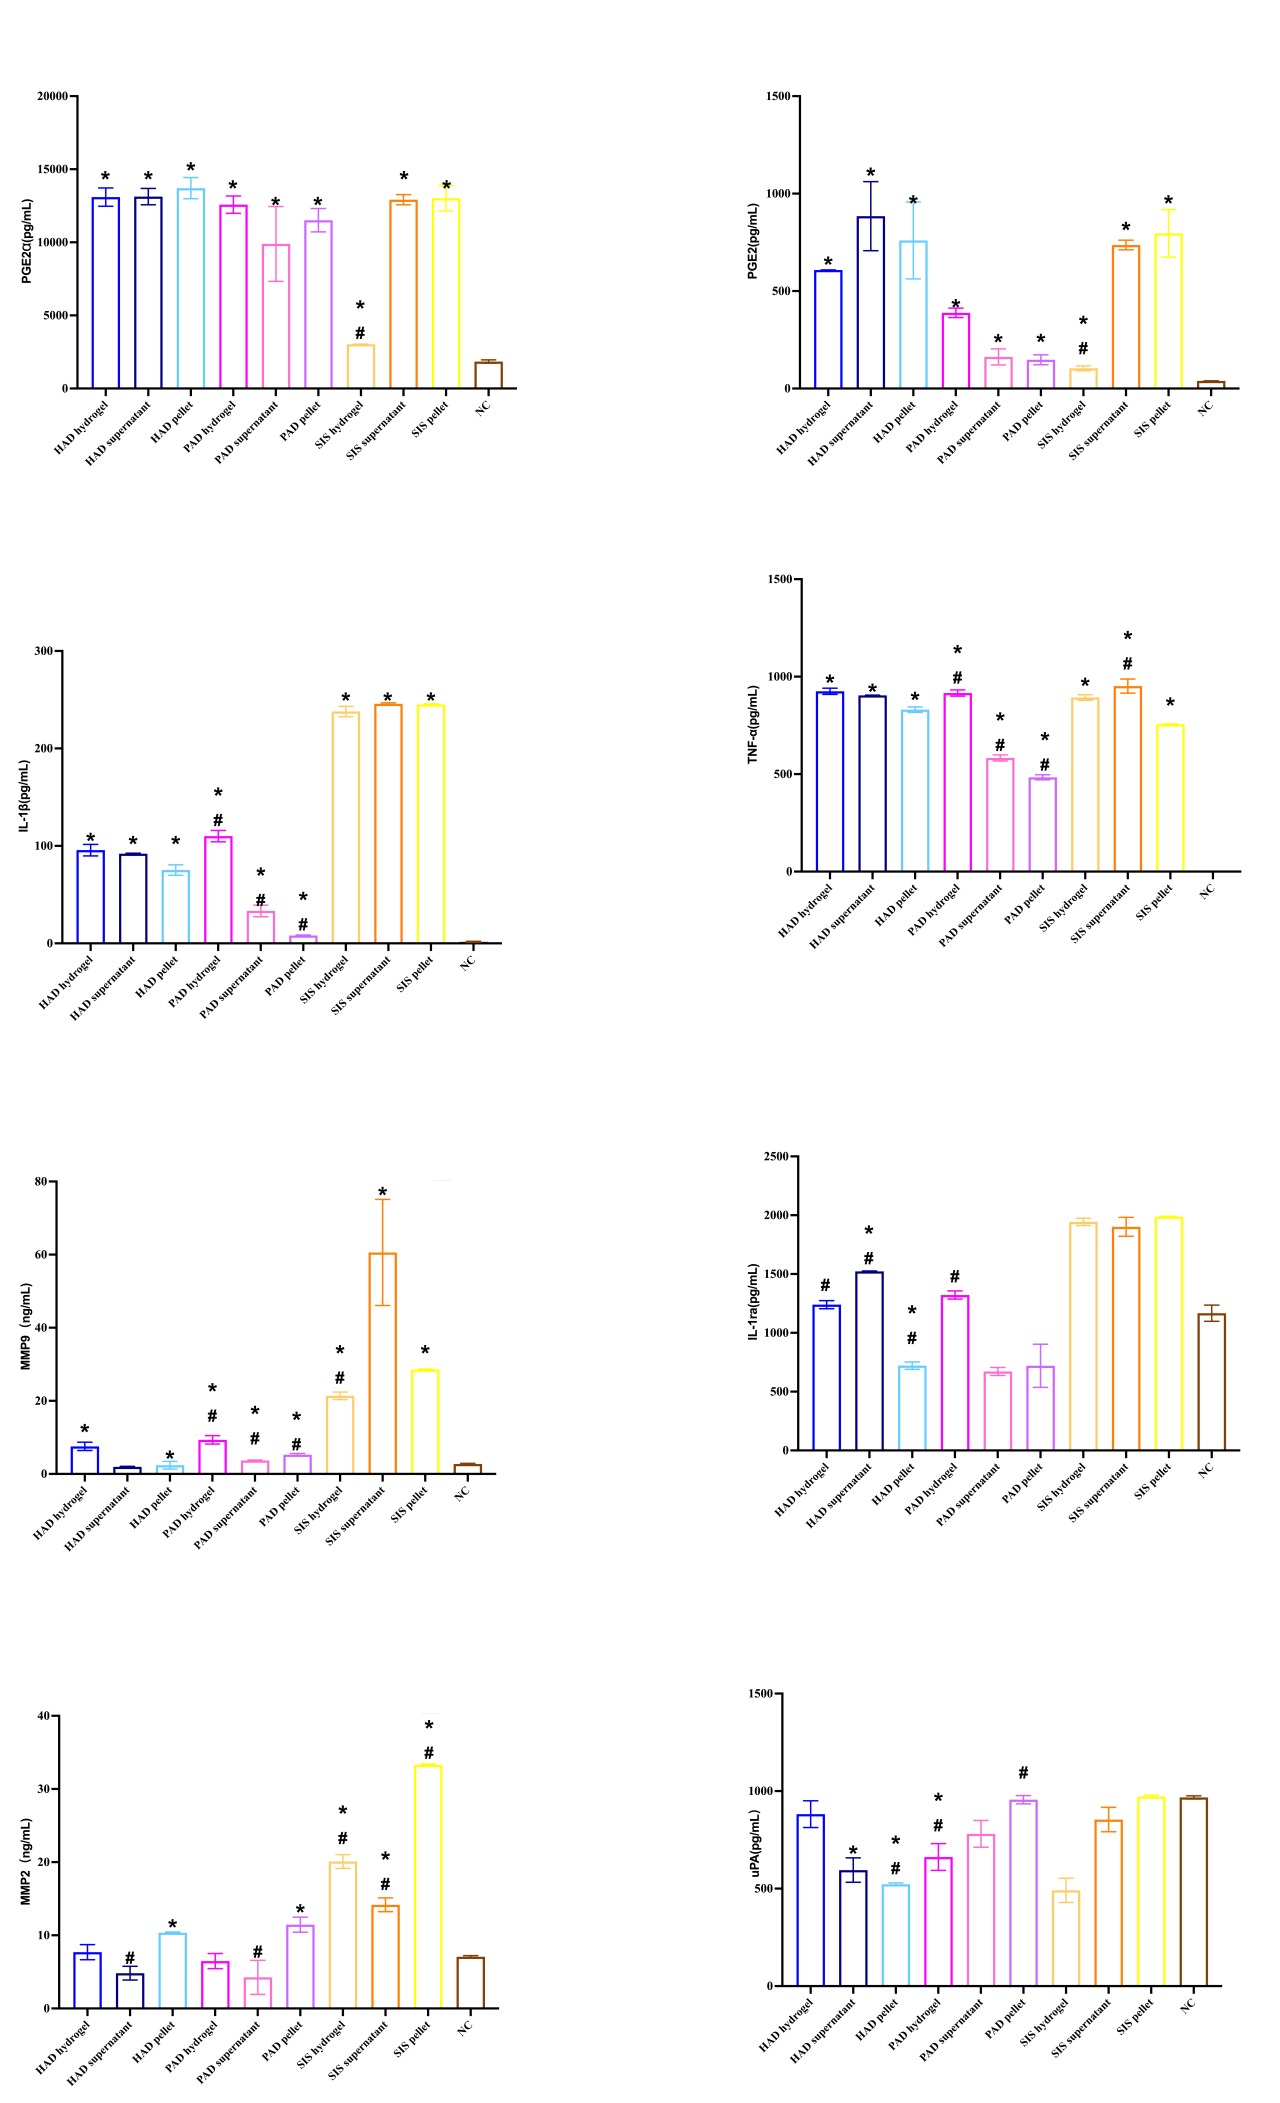 20000
15000
10000
5000
0
PGE2α(pg/mL)
* * * * * * * # * *
HAD hydrogel
HAD supernatant
HAD pellet
PAD hydrogel
PAD supernatant
PAD pellet
SIS hydrogel
SIS supernatant
SIS pellet
NC
1500
1000
500
0
PGE2(pg/mL)
* * * * * * * # * *
HAD hydrogel
HAD supernatant
HAD pellet
PAD hydrogel
PAD supernatant
PAD pellet
SIS hydrogel
SIS supernatant
SIS pellet
NC
300
200
100
0
IL-1β(pg/mL)
* * * * # * # * # * * *
HAD hydrogel
HAD supernatant
HAD pellet
PAD hydrogel
PAD supernatant
PAD pellet
SIS hydrogel
SIS supernatant
SIS pellet
NC
1500
1000
500
0
TNF-α(pg/mL)
* * * * # * # * # * * # *
HAD hydrogel
HAD supernatant
HAD pellet
PAD hydrogel
PAD supernatant
PAD pellet
SIS hydrogel
SIS supernatant
SIS pellet
NC
80
60
40
20
0
MMP9（ng/mL)
* * * # * # * # * # * *
HAD hydrogel
HAD supernatant
HAD pellet
PAD hydrogel
PAD supernatant
PAD pellet
SIS hydrogel
SIS supernatant
SIS pellet
NC
2500
2000
1500
1000
500
0
IL-1ra(pg/mL)
# * # * # #
HAD hydrogel
HAD supernatant
HAD pellet
PAD hydrogel
PAD supernatant
PAD pellet
SIS hydrogel
SIS supernatant
SIS pellet
NC
40
30
20
10
0
MMP2（ng/mL)
# * # * * # * # * #
HAD hydrogel
HAD supernatant
HAD pellet
PAD hydrogel
PAD supernatant
PAD pellet
SIS hydrogel
SIS supernatant
SIS pellet
NC
1500
1000
500
0
uPA(pg/mL）
* * # * # #
HAD hydrogel
HAD supernatant
HAD pellet
PAD hydrogel
PAD supernatant
PAD pellet
SIS hydrogel
SIS supernatant
SIS pellet
NC